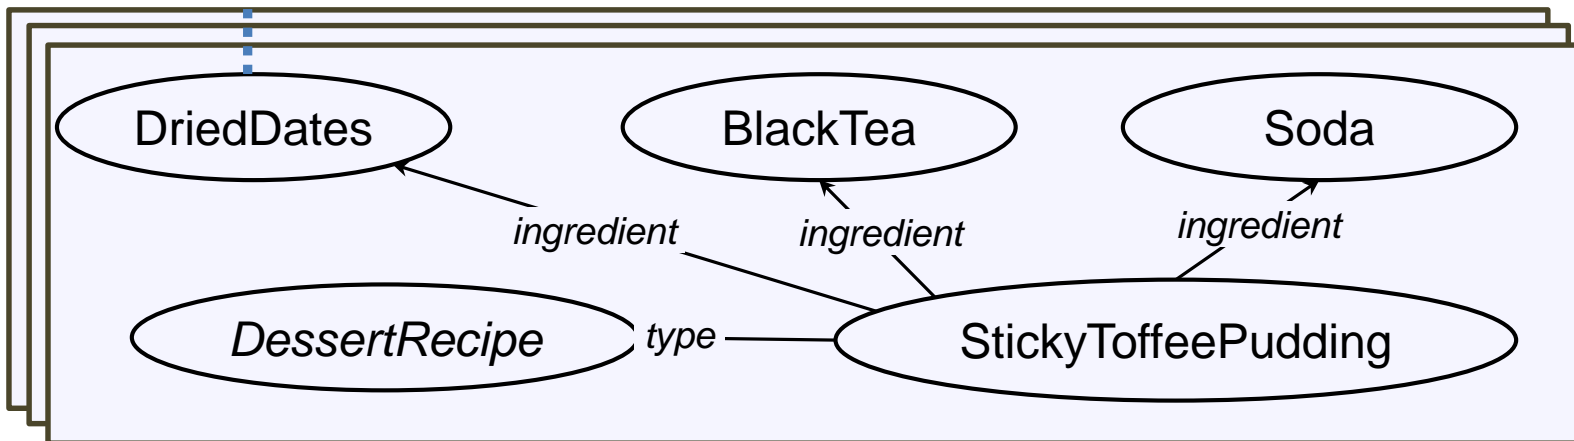 DriedDates
BlackTea
Soda
ingredient
ingredient
ingredient
DessertRecipe
type
StickyToffeePudding